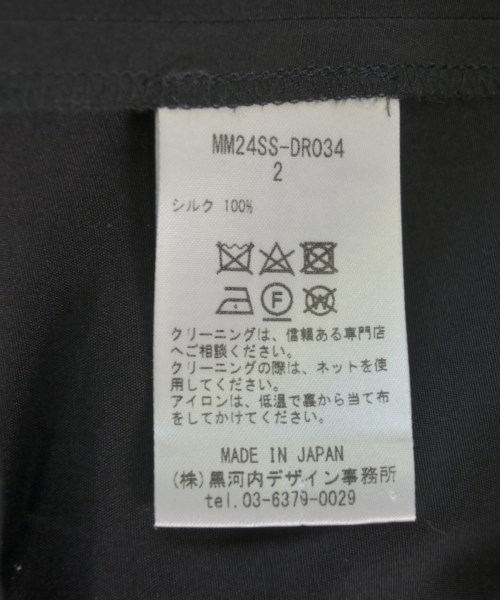 MM24SS-DR034
2
シルク 100%
F W
クリーニングは、信頼ある専門店
へご相談ください。
クリーニングの際は、ネットを使
用してください。
アイロンは、低温で裏から当て布
をしてかけてください。
MADE IN JAPAN
(株)黒河内デザイン事務所
tel.03-6379-0029